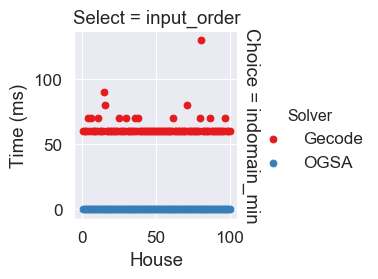 Select = input_order
100
50
0
Time (ms)
0
50
100
House
Choice = indomain_min
Solver
Gecode
OGSA